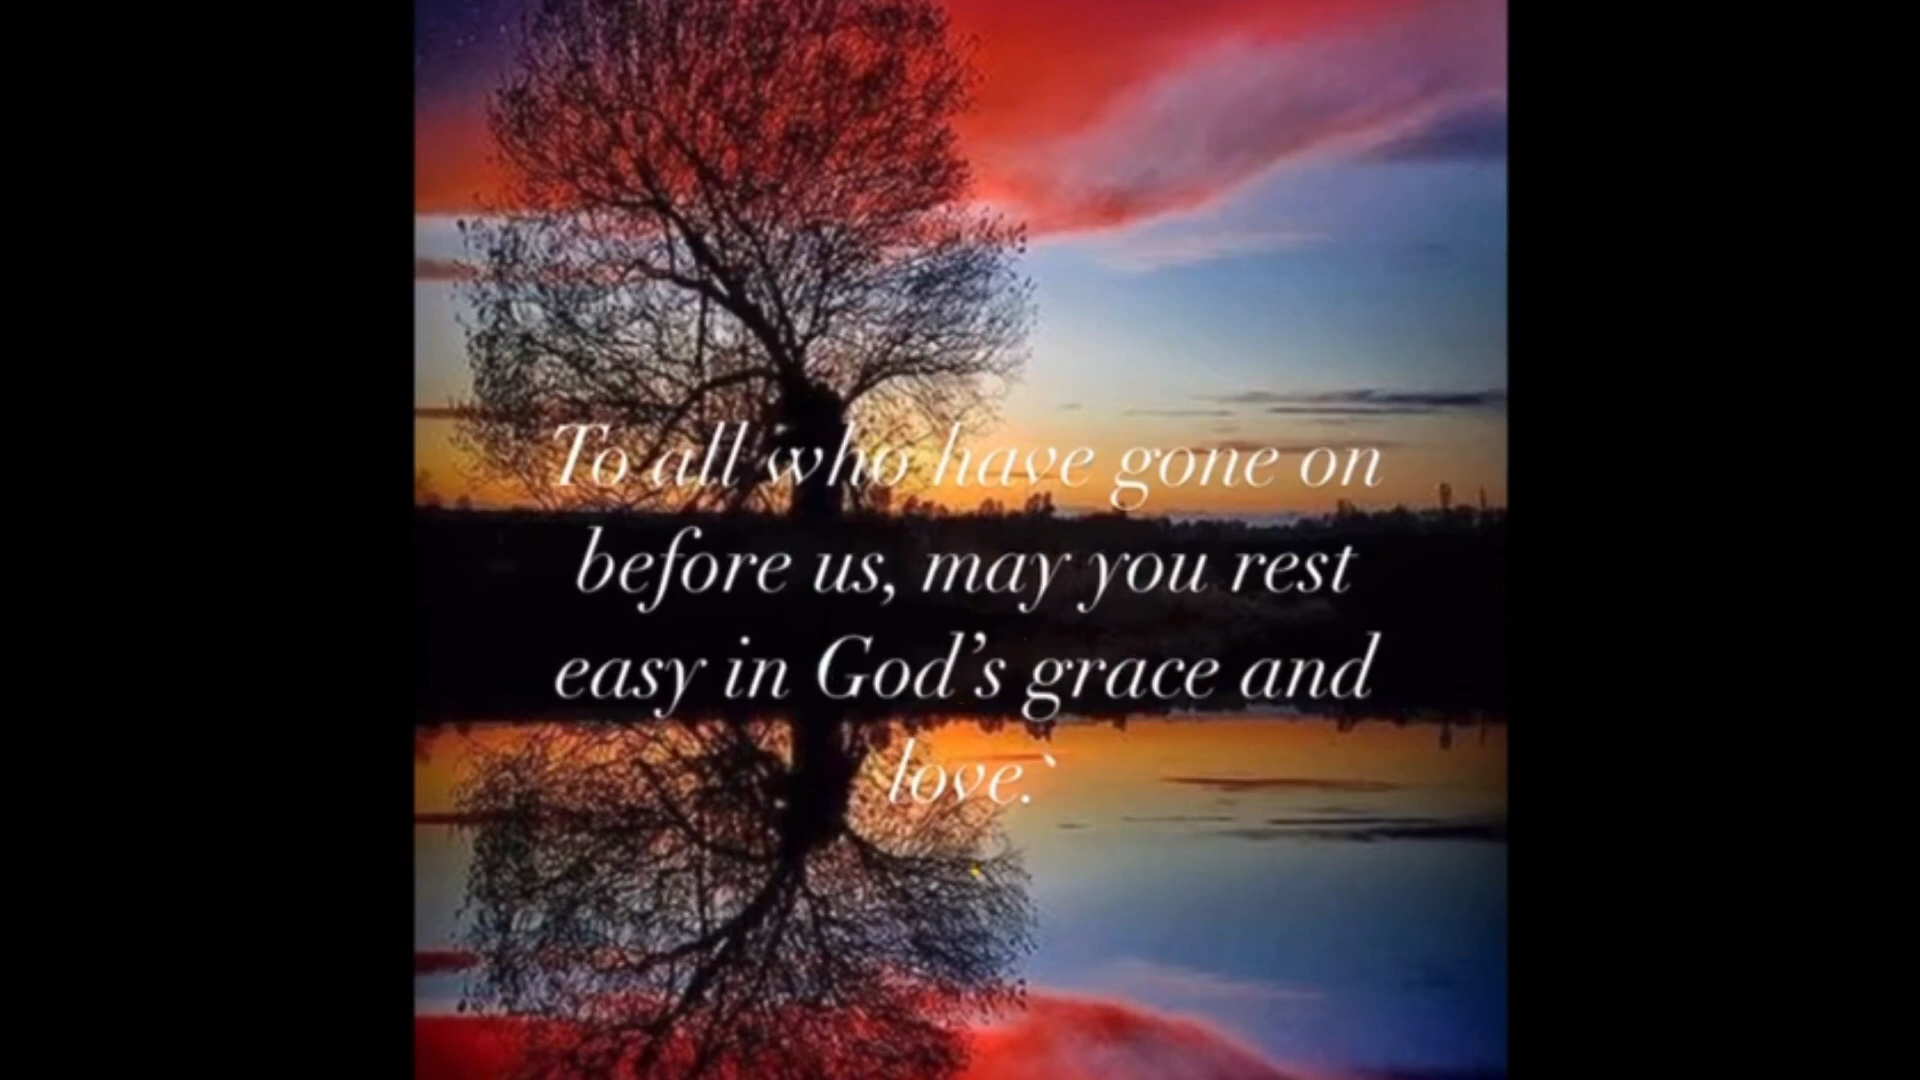 To all who have gone on
before us, may you rest
easy in God’s grace and
love.`